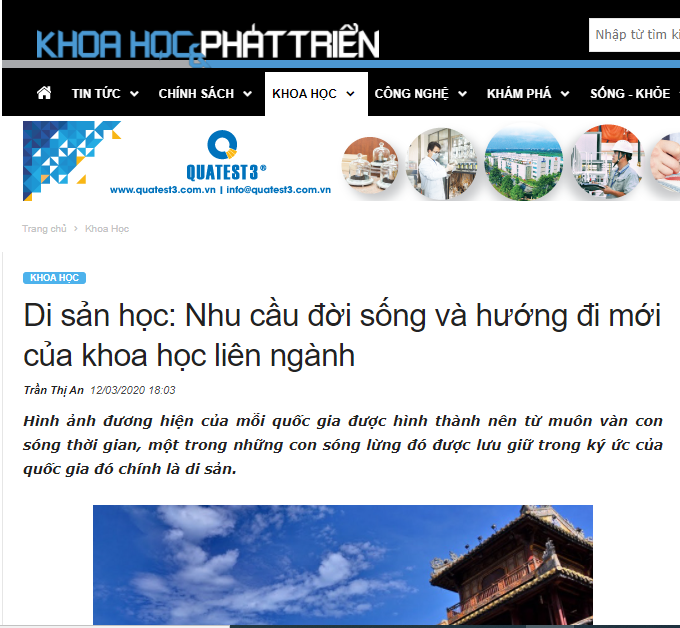 KHOA HỌC & PHÁT TRIỂN
Nhập từ tìm ki
TIN TỨC CHÍNH SÁCH KHOA HỌC CÔNG NGHỆ KHÁM PHÁ SỐNG - KHỎE
QUATEST3®
www.quatest3.com.vn | info@quatest3.com.vn
Trang chủ > Khoa Học
KHOA HỌC
Di sản học: Nhu cầu đời sống và hướng đi mới
của khoa học liên ngành
Trần Thị An 12/03/2020 18:03
Hình ảnh đương hiện của mỗi quốc gia được hình thành nên từ muôn vàn con
sóng thời gian, một trong những con sóng lừng đó được lưu giữ trong ký ức của
quốc gia đó chính là di sản.